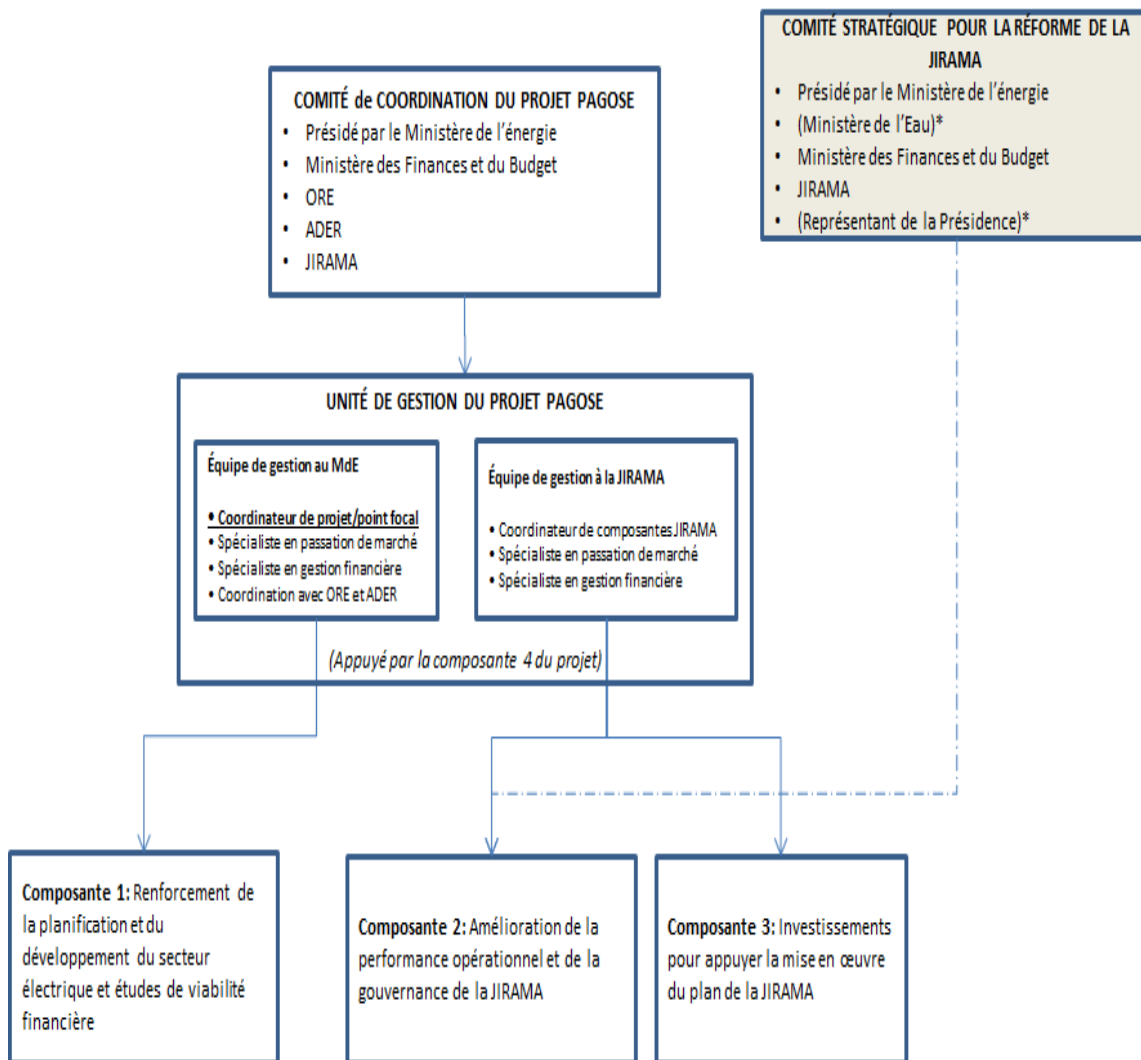 COMITÉ STRATÉGIQUE POUR LA RÉFORME DE LA
JIRAMA
• Présidé par le Ministère de l’énergie
• (Ministère de l’Eau)*
• Ministère des Finances et du Budget
• JIRAMA
• (Représentant de la Présidence)*
COMITÉ de COORDINATION DU PROJET PAGOSE
• Présidé par le Ministère de l’énergie
• Ministère des Finances et du Budget
• ORE
• ADER
• JIRAMA
UNITÉ DE GESTION DU PROJET PAGOSE
Équipe de gestion au MdE
• Coordinateur de projet/point focal
• Spécialiste en passation de marché
• Spécialiste en gestion financière
• Coordination avec ORE et ADER
Équipe de gestion à la JIRAMA
• Coordinateur de composantes JIRAMA
• Spécialiste en passation de marché
• Spécialiste en gestion financière
(Appuyé par la composante 4 du projet)
Composante 1: Renforcement de
la planification et du
développement du secteur
électrique et études de viabilité
financière
Composante 2: Amélioration de la
performance opérationnel et de la
gouvernance de la JIRAMA
Composante 3: Investissements
pour appuyer la mise en œuvre
du plan de la JIRAMA